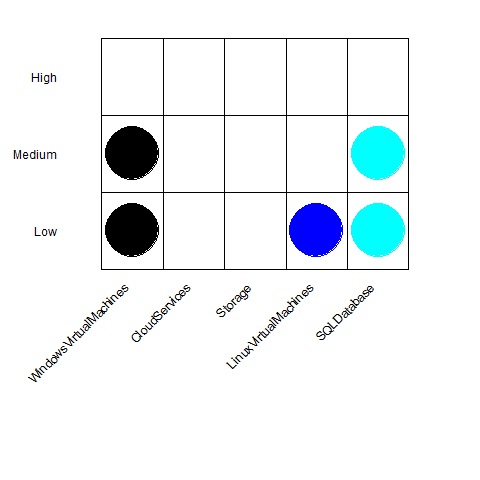 High
Medium
Low
WindowsVirtualMachines
CloudServices
Storage
LinuxVirtualMachines
SQLDatabase